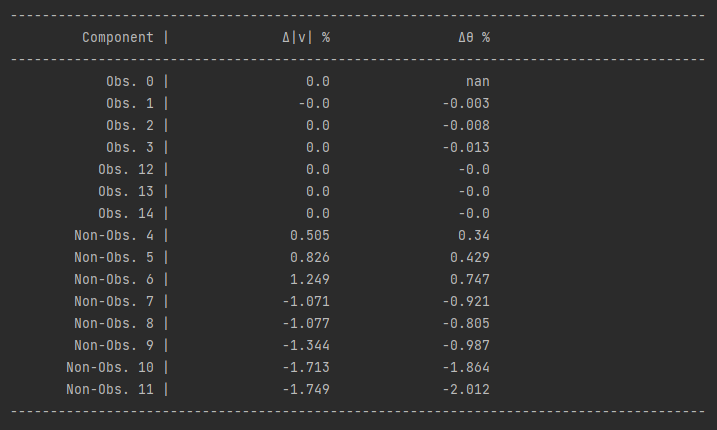 ---------------------------------------------------------------------------------------
Component | Δ|v| % Δθ %
---------------------------------------------------------------------------------------
Obs. 0 | 0.0 nan
Obs. 1 | -0.0 -0.003
Obs. 2 | 0.0 -0.008
Obs. 3 | 0.0 -0.013
Obs. 12 | 0.0 -0.0
Obs. 13 | 0.0 -0.0
Obs. 14 | 0.0 -0.0
Non-Obs. 4 | 0.505 0.34
Non-Obs. 5 | 0.826 0.429
Non-Obs. 6 | 1.249 0.747
Non-Obs. 7 | -1.071 -0.921
Non-Obs. 8 | -1.077 -0.805
Non-Obs. 9 | -1.344 -0.987
Non-Obs. 10 | -1.713 -1.864
Non-Obs. 11 | -1.749 -2.012
---------------------------------------------------------------------------------------